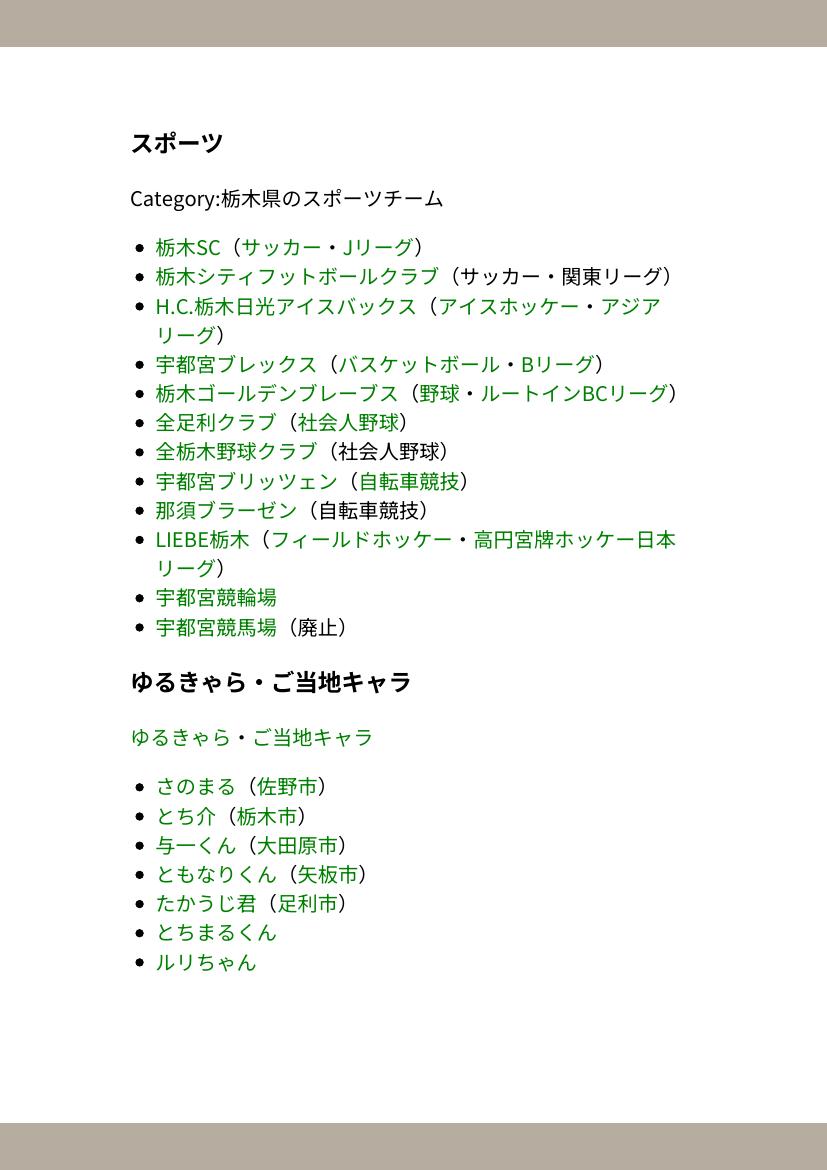 スポーツ
Category:栃木県のスポーツチーム
栃木SC（サッカー・Jリーグ）
栃木シティフットボールクラブ（サッカー・関東リーグ）
H.C.栃木日光アイスバックス（アイスホッケー・アジア
リーグ）
宇都宮ブレックス（バスケットボール・Bリーグ）
栃木ゴールデンブレーブス（野球・ルートインBCリーグ）
全足利クラブ（社会人野球）
全栃木野球クラブ（社会人野球）
宇都宮ブリッツェン（自転車競技）
那須ブラーゼン（自転車競技）
LIEBE栃木（フィールドホッケー・高円宮牌ホッケー日本
リーグ）
宇都宮競輪場
宇都宮競馬場（廃止）
ゆるきゃら・ご当地キャラ
ゆるきゃら・ご当地キャラ
さのまる（佐野市）
とち介（栃木市）
与一くん（大田原市）
ともなりくん（矢板市）
たかうじ君（足利市）
とちまるくん
ルリちゃん